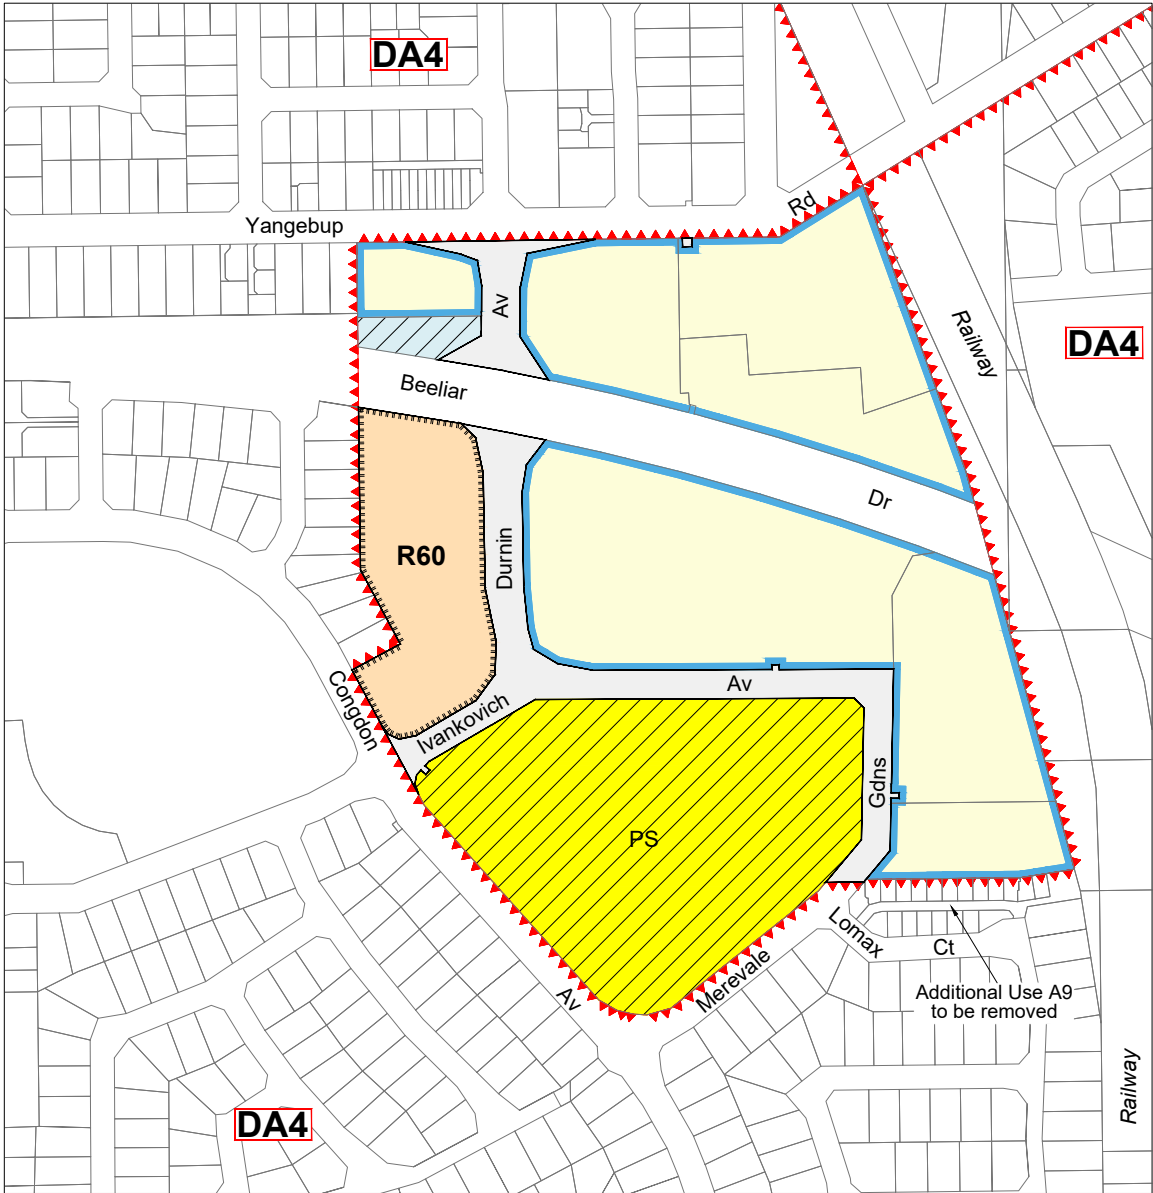 DA4
Rd
Yangebup
Av
Railway
DA4
Beeliar
Dr
R60
Durnin
Congdon
Ivankovich
Av
Gdns
PS
Lomax
Ct
Merevale
Av
Additional Use A9
to be removed
Railway
DA4